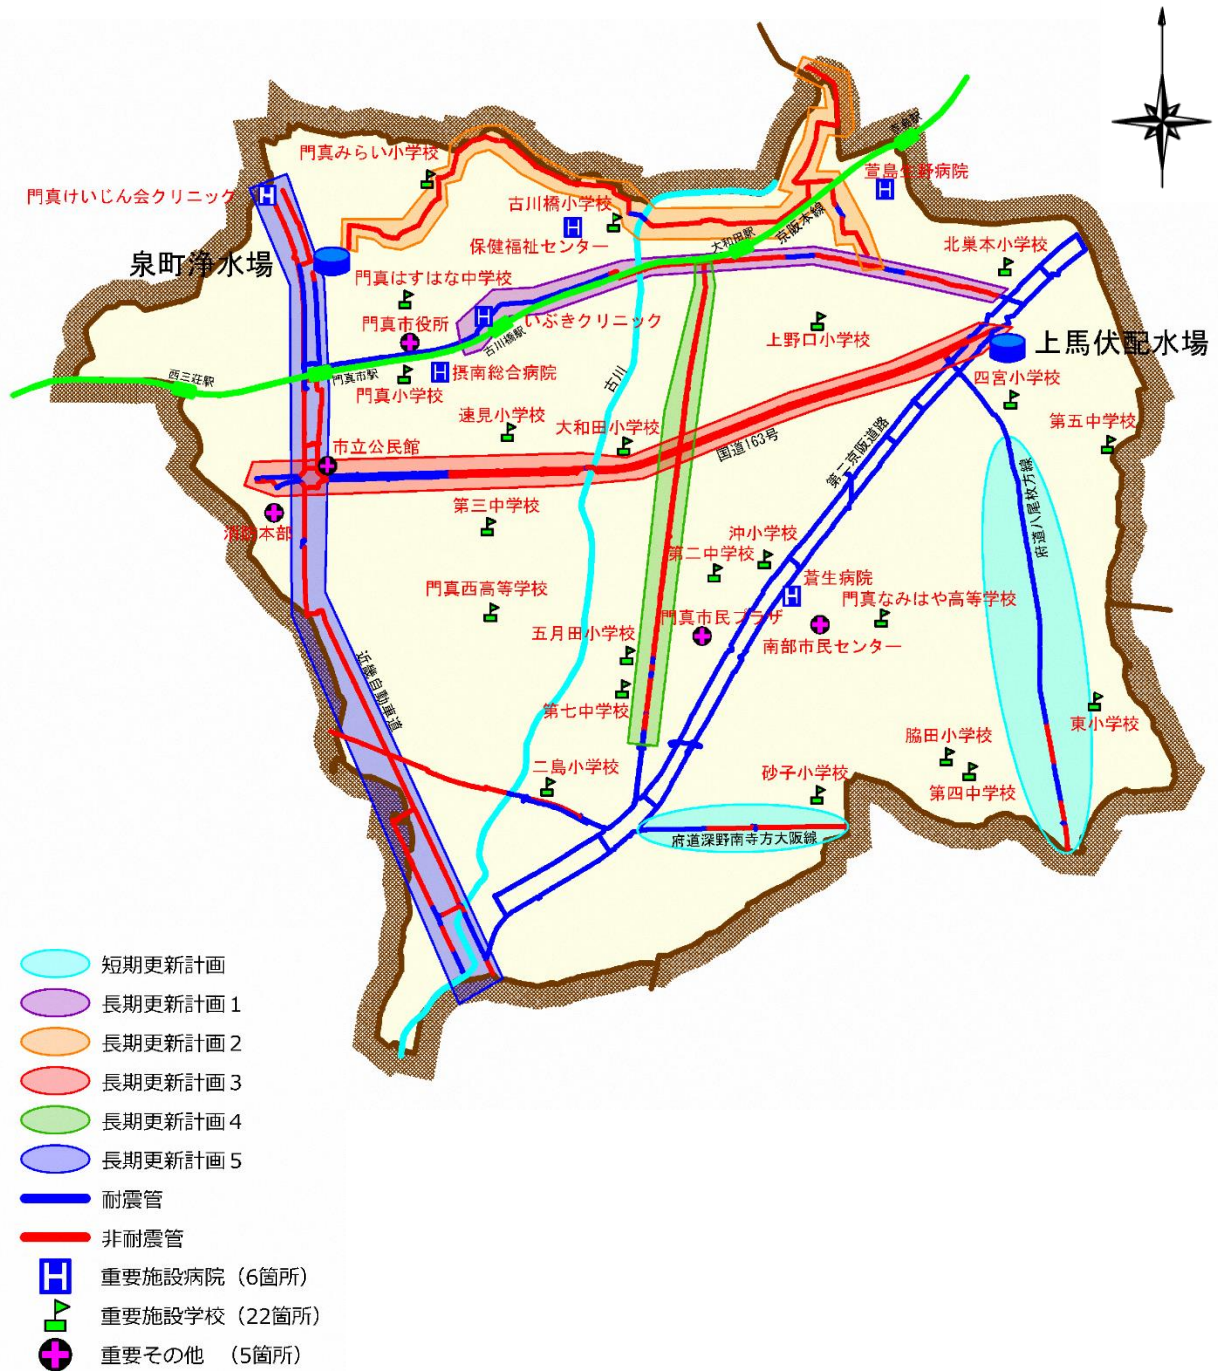 萱島駅
門真みらい小学校
萱島生野病院
門真けいじん会クリニック
古川橋小学校
保健福祉センター
大和田駅
京阪本線
北巣本小学校
泉町浄水場
門真はすはな中学校
門真市役所
いぶきクリニック
古川橋駅
上野口小学校
上馬伏配水場
西三荘駅
門真市駅
門真小学校
摂南総合病院
古川
四宮小学校
速見小学校
大和田小学校
第五中学校
市立公民館
国道163号
第二京阪道路
府道八尾枚方線
消防本部
第三中学校
沖小学校
第二中学校
蒼生病院
門真西高等学校
門真なみはや高等学校
門真市民プラザ
五月田小学校
南部市民センター
近畿自動車道
第七中学校
東小学校
脇田小学校
二島小学校
砂子小学校
第四中学校
府道深野南寺方大阪線
短期更新計画
長期更新計画1
長期更新計画2
長期更新計画3
長期更新計画4
長期更新計画5
耐震管
非耐震管
H 重要施設病院（6箇所）
重要施設学校（22箇所）
重要その他　（5箇所）